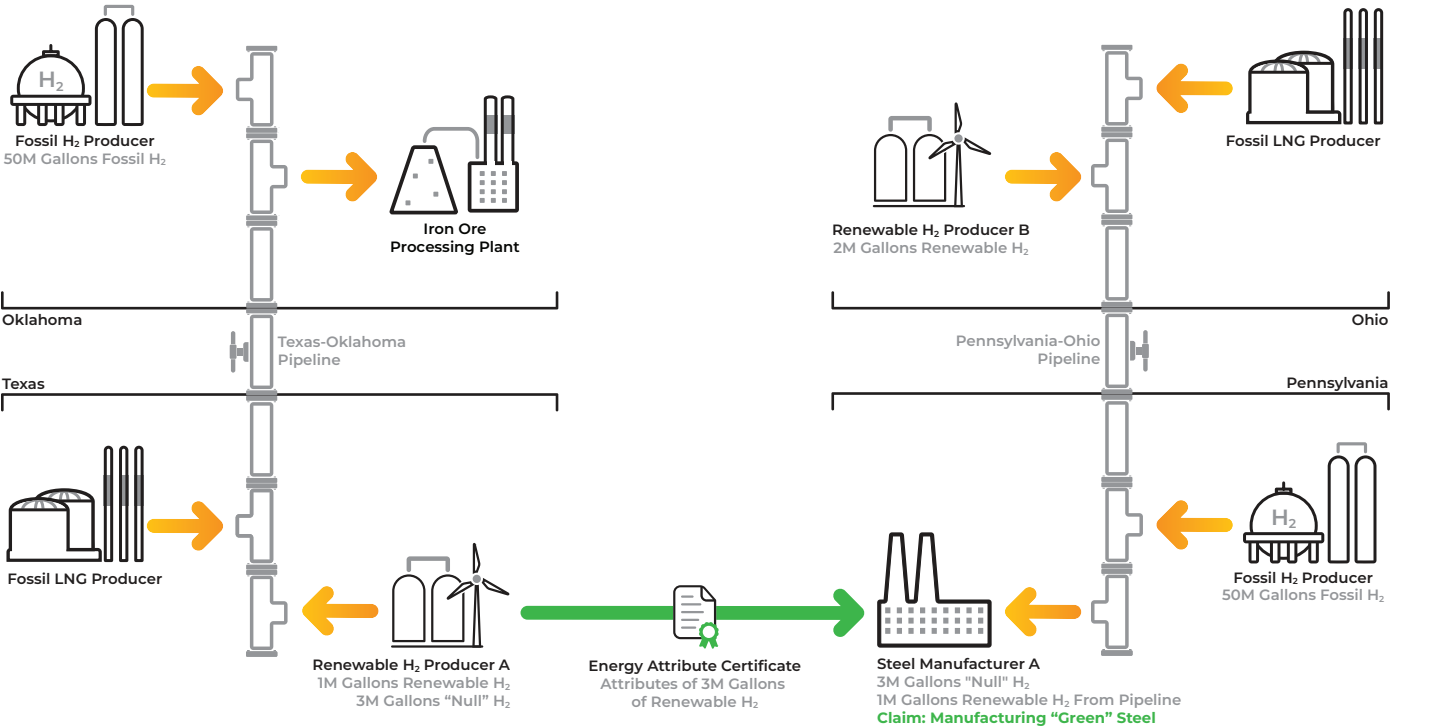 H₂
Fossil H₂ Producer
50M Gallons Fossil H₂
Iron Ore
Processing Plant
Oklahoma
Texas-Oklahoma
Pipeline
Texas
Fossil LNG Producer
Renewable H₂ Producer A
1M Gallons Renewable H₂
3M Gallons “Null” H₂
Energy Attribute Certificate
Attributes of 3M Gallons
of Renewable H₂
Fossil LNG Producer
Renewable H₂ Producer B
2M Gallons Renewable H₂
Ohio
Pennsylvania-Ohio
Pipeline
Pennsylvania
H₂
Fossil H₂ Producer
50M Gallons Fossil H₂
Steel Manufacturer A
3M Gallons "Null" H₂
1M Gallons Renewable H₂ From Pipeline
Claim: Manufacturing “Green” Steel